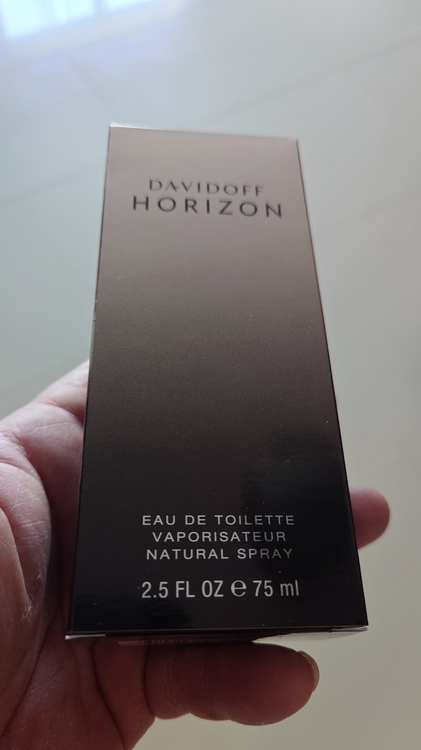 DAVIDOFF
HORIZON
EAU DE TOILETTE
VAPORISATEUR
NATURAL SPRAY
2.5 FL OZ ℮ 75 ml